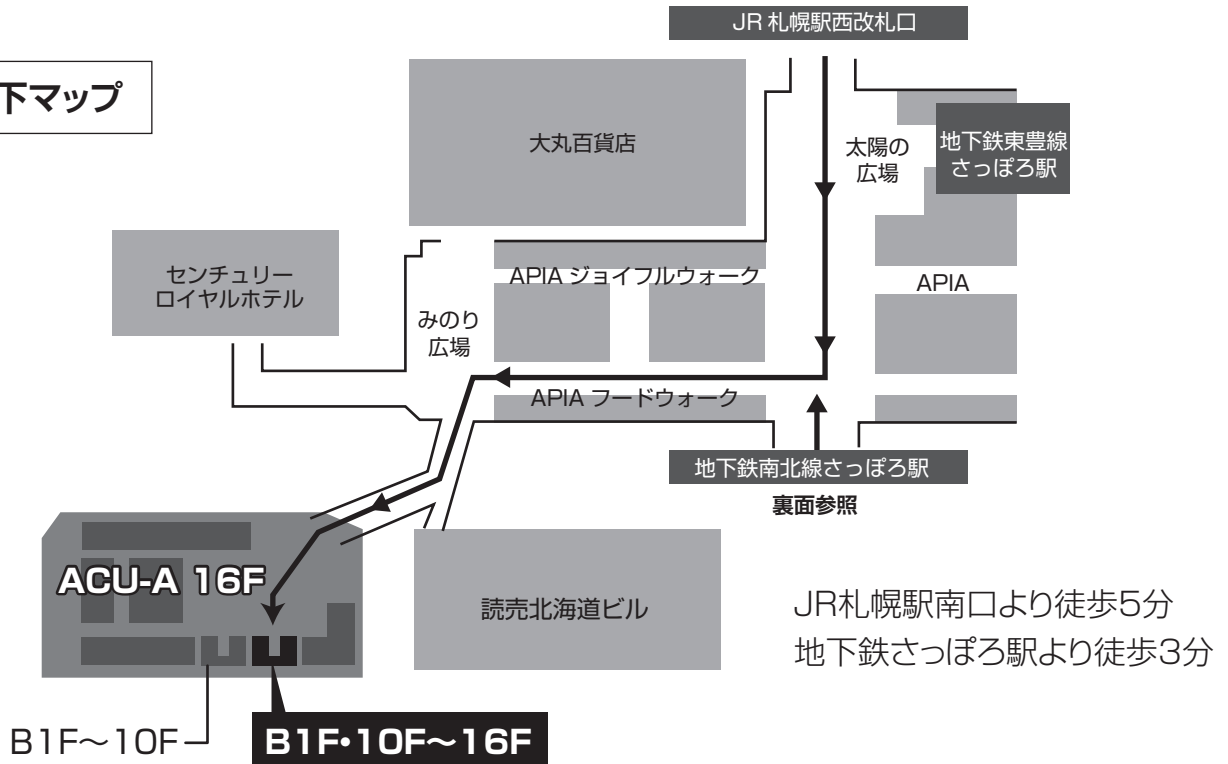 JR 札幌駅西改札口
下マップ
大丸百貨店
太陽の
広場
地下鉄東豊線
さっぽろ駅
センチュリー
ロイヤルホテル
APIA ジョイフルウォーク
APIA
みのり
広場
APIA フードウォーク
地下鉄南北線さっぽろ駅
裏面参照
ACU-A 16F
読売北海道ビル
JR札幌駅南口より徒歩5分
地下鉄さっぽろ駅より徒歩3分
B1F～10F
B1F•10F～16F